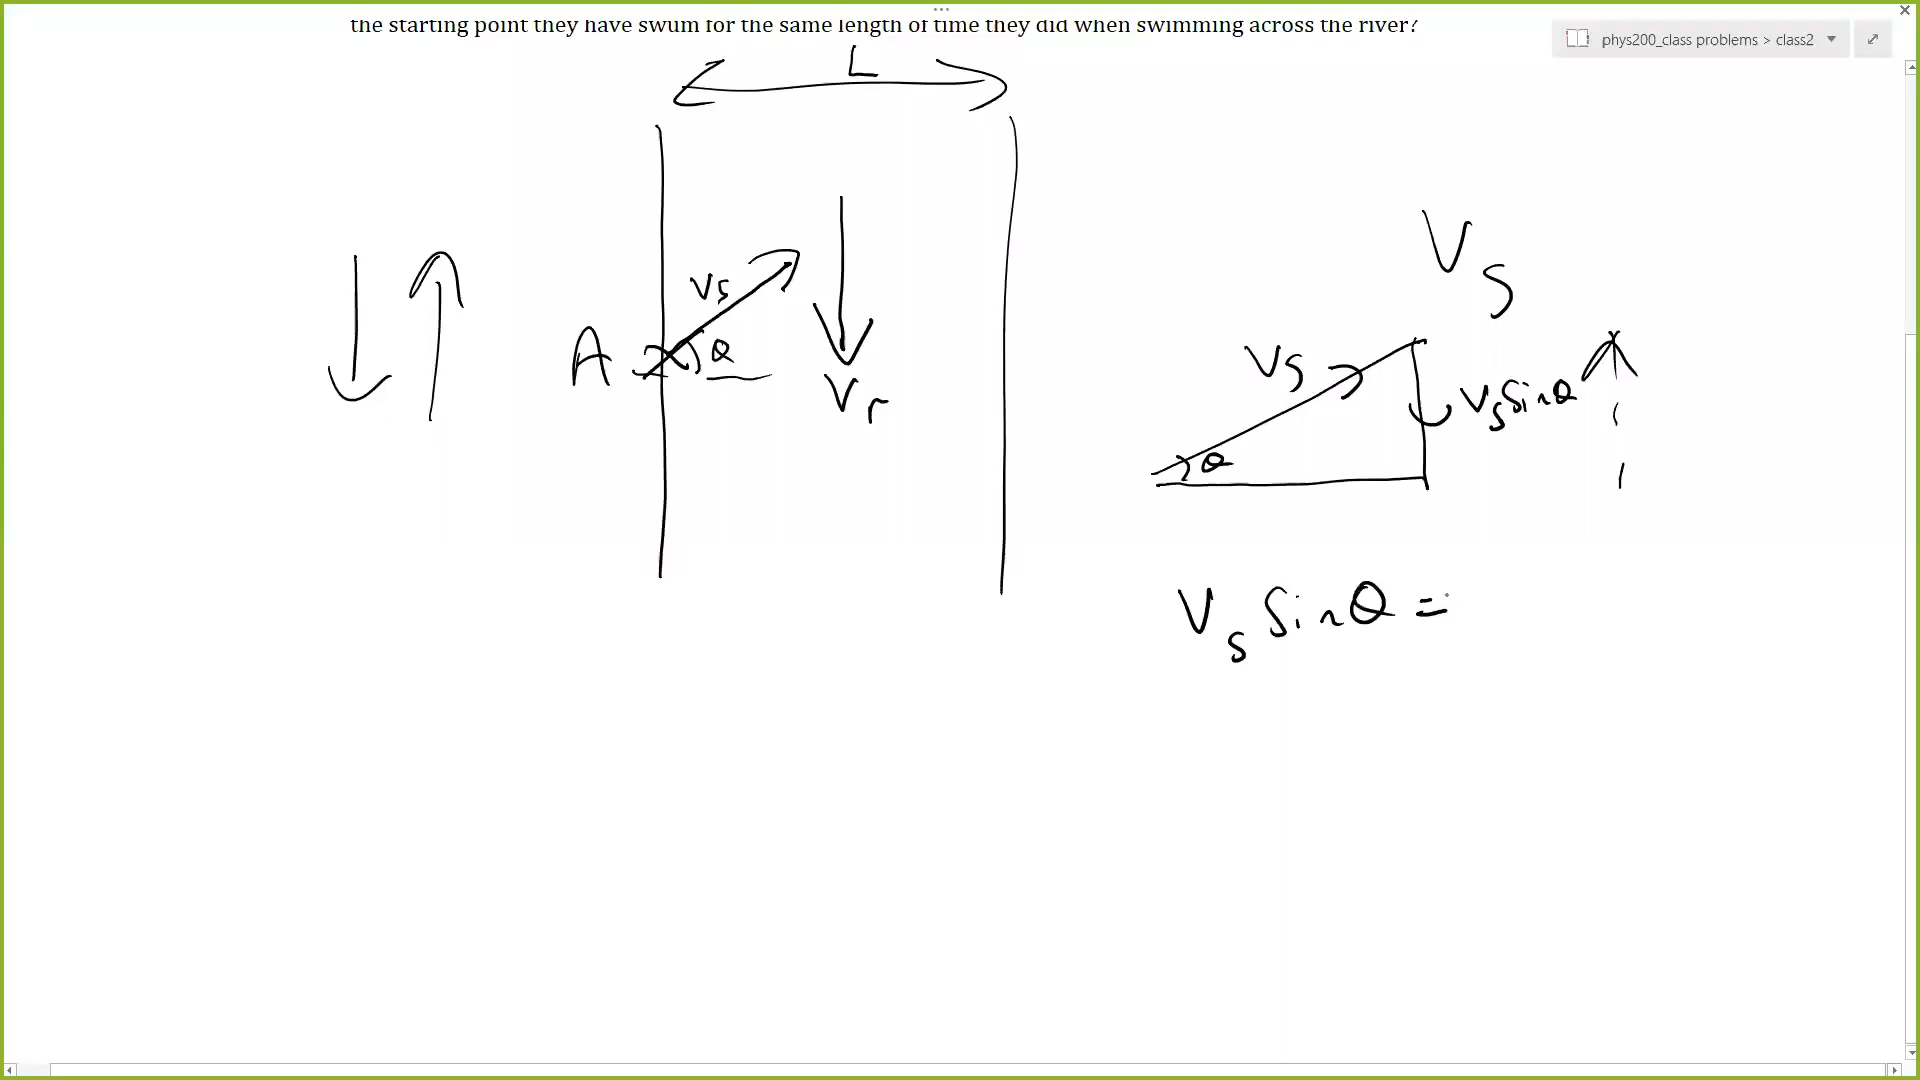 the starting point they have swum for the same length of time they did when swimming across the river?
phys200_class problems > class2
L
Vs
A
θ
Vr
Vs
Vs
θ
Vs Sinθ
Vs Sinθ =